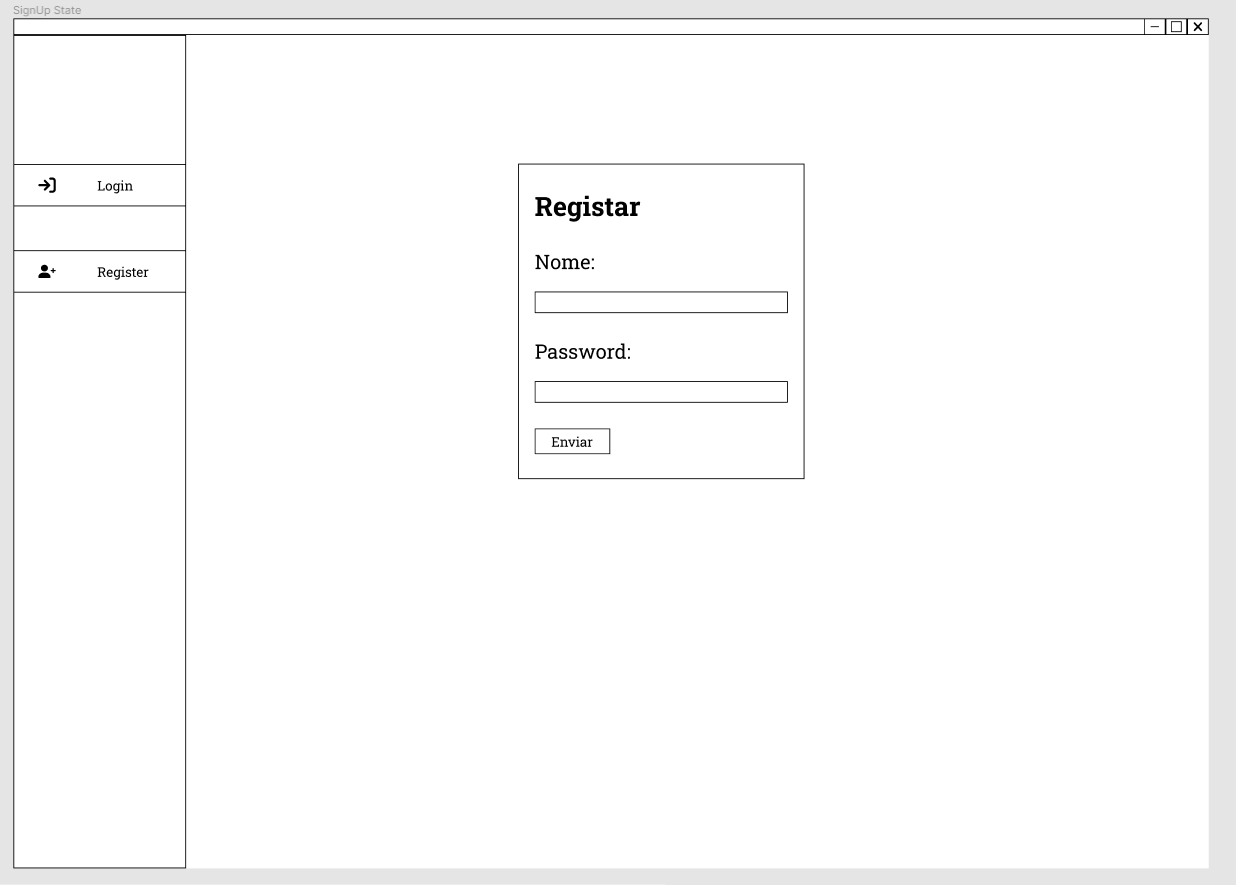 SignUp State
Login
Register
Registar
Nome:
Password:
Enviar